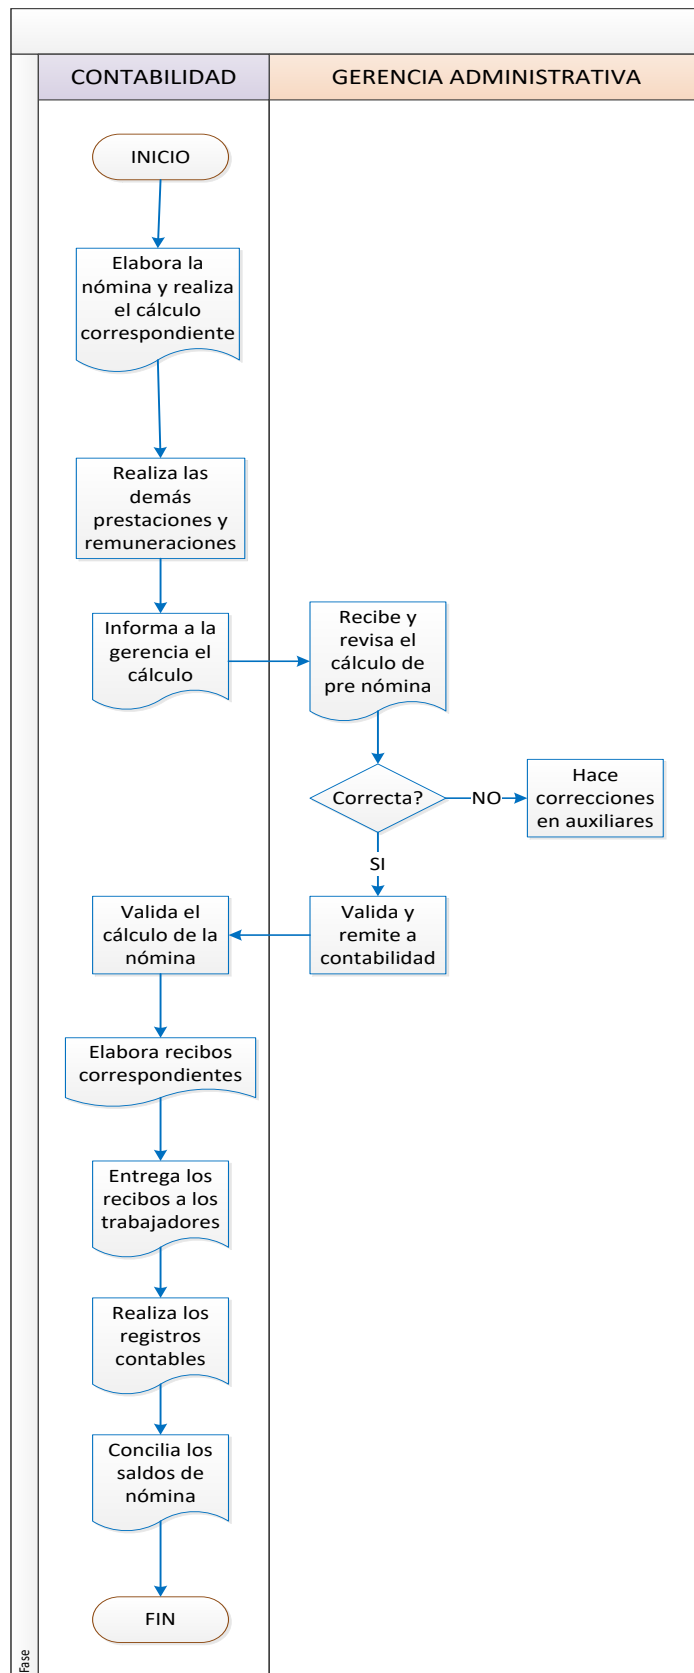 CONTABILIDAD
GERENCIA ADMINISTRATIVA
INICIO
Elabora la
nómina y realiza
el cálculo
correspondiente
Realiza las
demás
prestaciones y
remuneraciones
Informa a la
gerencia el
cálculo
Recibe y
revisa el
cálculo de
pre nómina
Correcta?
NO
Hace
correcciones
en auxiliares
SI
Valida y
remite a
contabilidad
Valida el
cálculo de la
nómina
Elabora recibos
correspondientes
Entrega los
recibos a los
trabajadores
Realiza los
registros
contables
Concilia los
saldos de
nómina
FIN
Fase